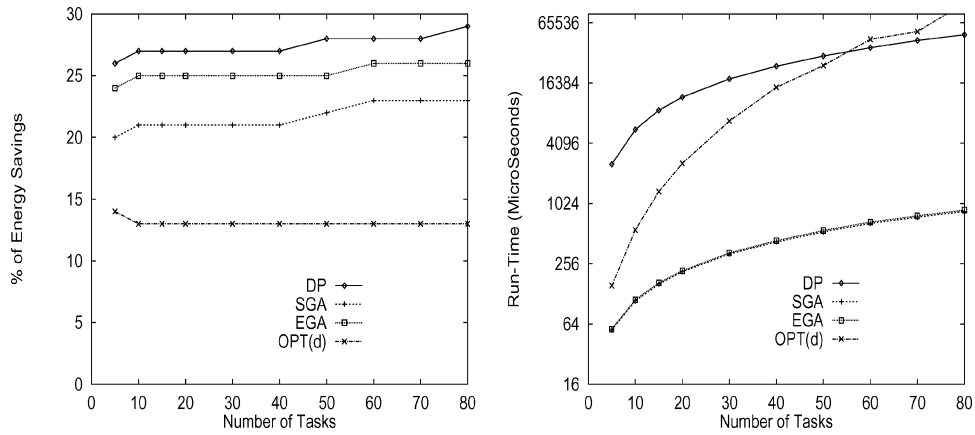 % of Energy Savings
30
25
20
15
10
5
0
DP
SGA
EGA
OPT(d)
0 10 20 30 40 50 60 70 80
Number of Tasks
Run-Time (MicroSeconds)
65536
16384
4096
1024
256
64
16
DP
SGA
EGA
OPT(d)
0 10 20 30 40 50 60 70 80
Number of Tasks